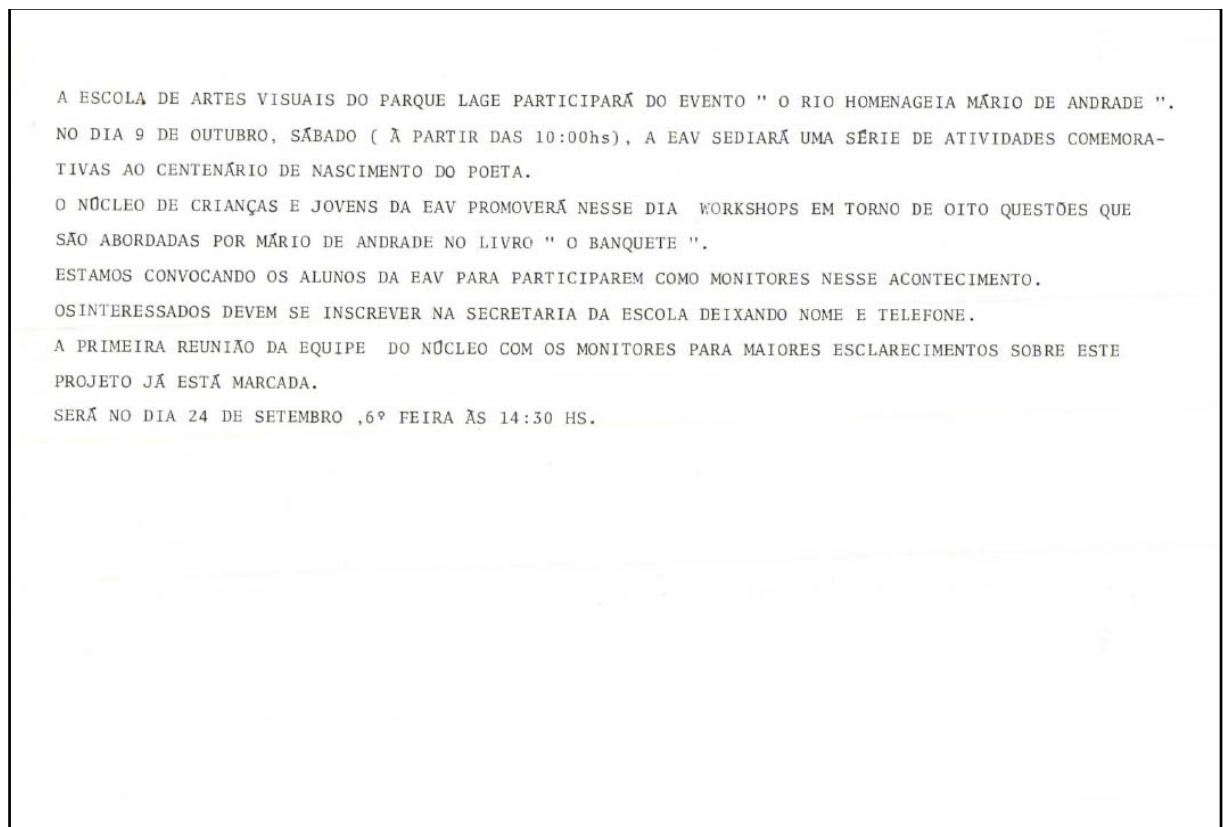 A ESCOLA DE ARTES VISUAIS DO PARQUE LAGE PARTICIPARÁ DO EVENTO " O RIO HOMENAGEIA MÁRIO DE ANDRADE ".
NO DIA 9 DE OUTUBRO, SÁBADO ( À PARTIR DAS 10:00hs), A EAV SEDIARÁ UMA SÉRIE DE ATIVIDADES COMEMORA-
TIVAS AO CENTENÁRIO DE NASCIMENTO DO POETA.
O NÚCLEO DE CRIANÇAS E JOVENS DA EAV PROMOVERÁ NESSE DIA  WORKSHOPS EM TORNO DE OITO QUESTÕES QUE
SÃO ABORDADAS POR MÁRIO DE ANDRADE NO LIVRO " O BANQUETE ".
ESTAMOS CONVOCANDO OS ALUNOS DA EAV PARA PARTICIPAREM COMO MONITORES NESSE ACONTECIMENTO.
OSINTERESSADOS DEVEM SE INSCREVER NA SECRETARIA DA ESCOLA DEIXANDO NOME E TELEFONE.
A PRIMEIRA REUNIÃO DA EQUIPE  DO NÚCLEO COM OS MONITORES PARA MAIORES ESCLARECIMENTOS SOBRE ESTE
PROJETO JÁ ESTÁ MARCADA.
SERÁ NO DIA 24 DE SETEMBRO ,6º FEIRA ÀS 14:30 HS.